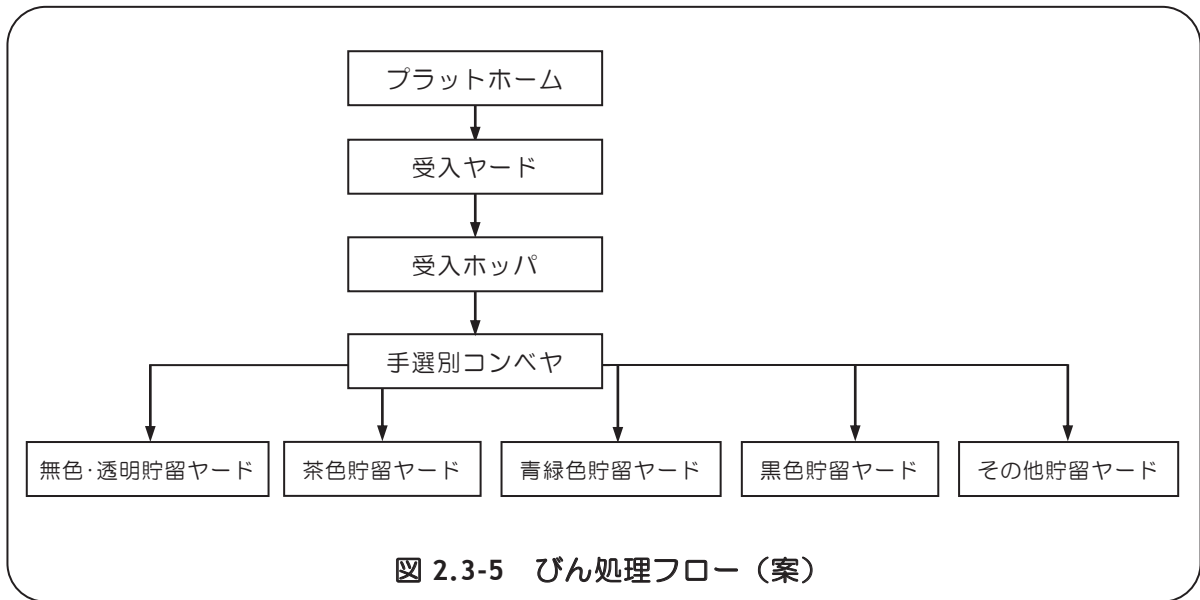 プラットホーム
受入ヤード
受入ホッパ
手選別コンベヤ
無色･透明貯留ヤード
茶色貯留ヤード
青緑色貯留ヤード
黒色貯留ヤード
その他貯留ヤード
図 2.3-5　びん処理フロー（案）